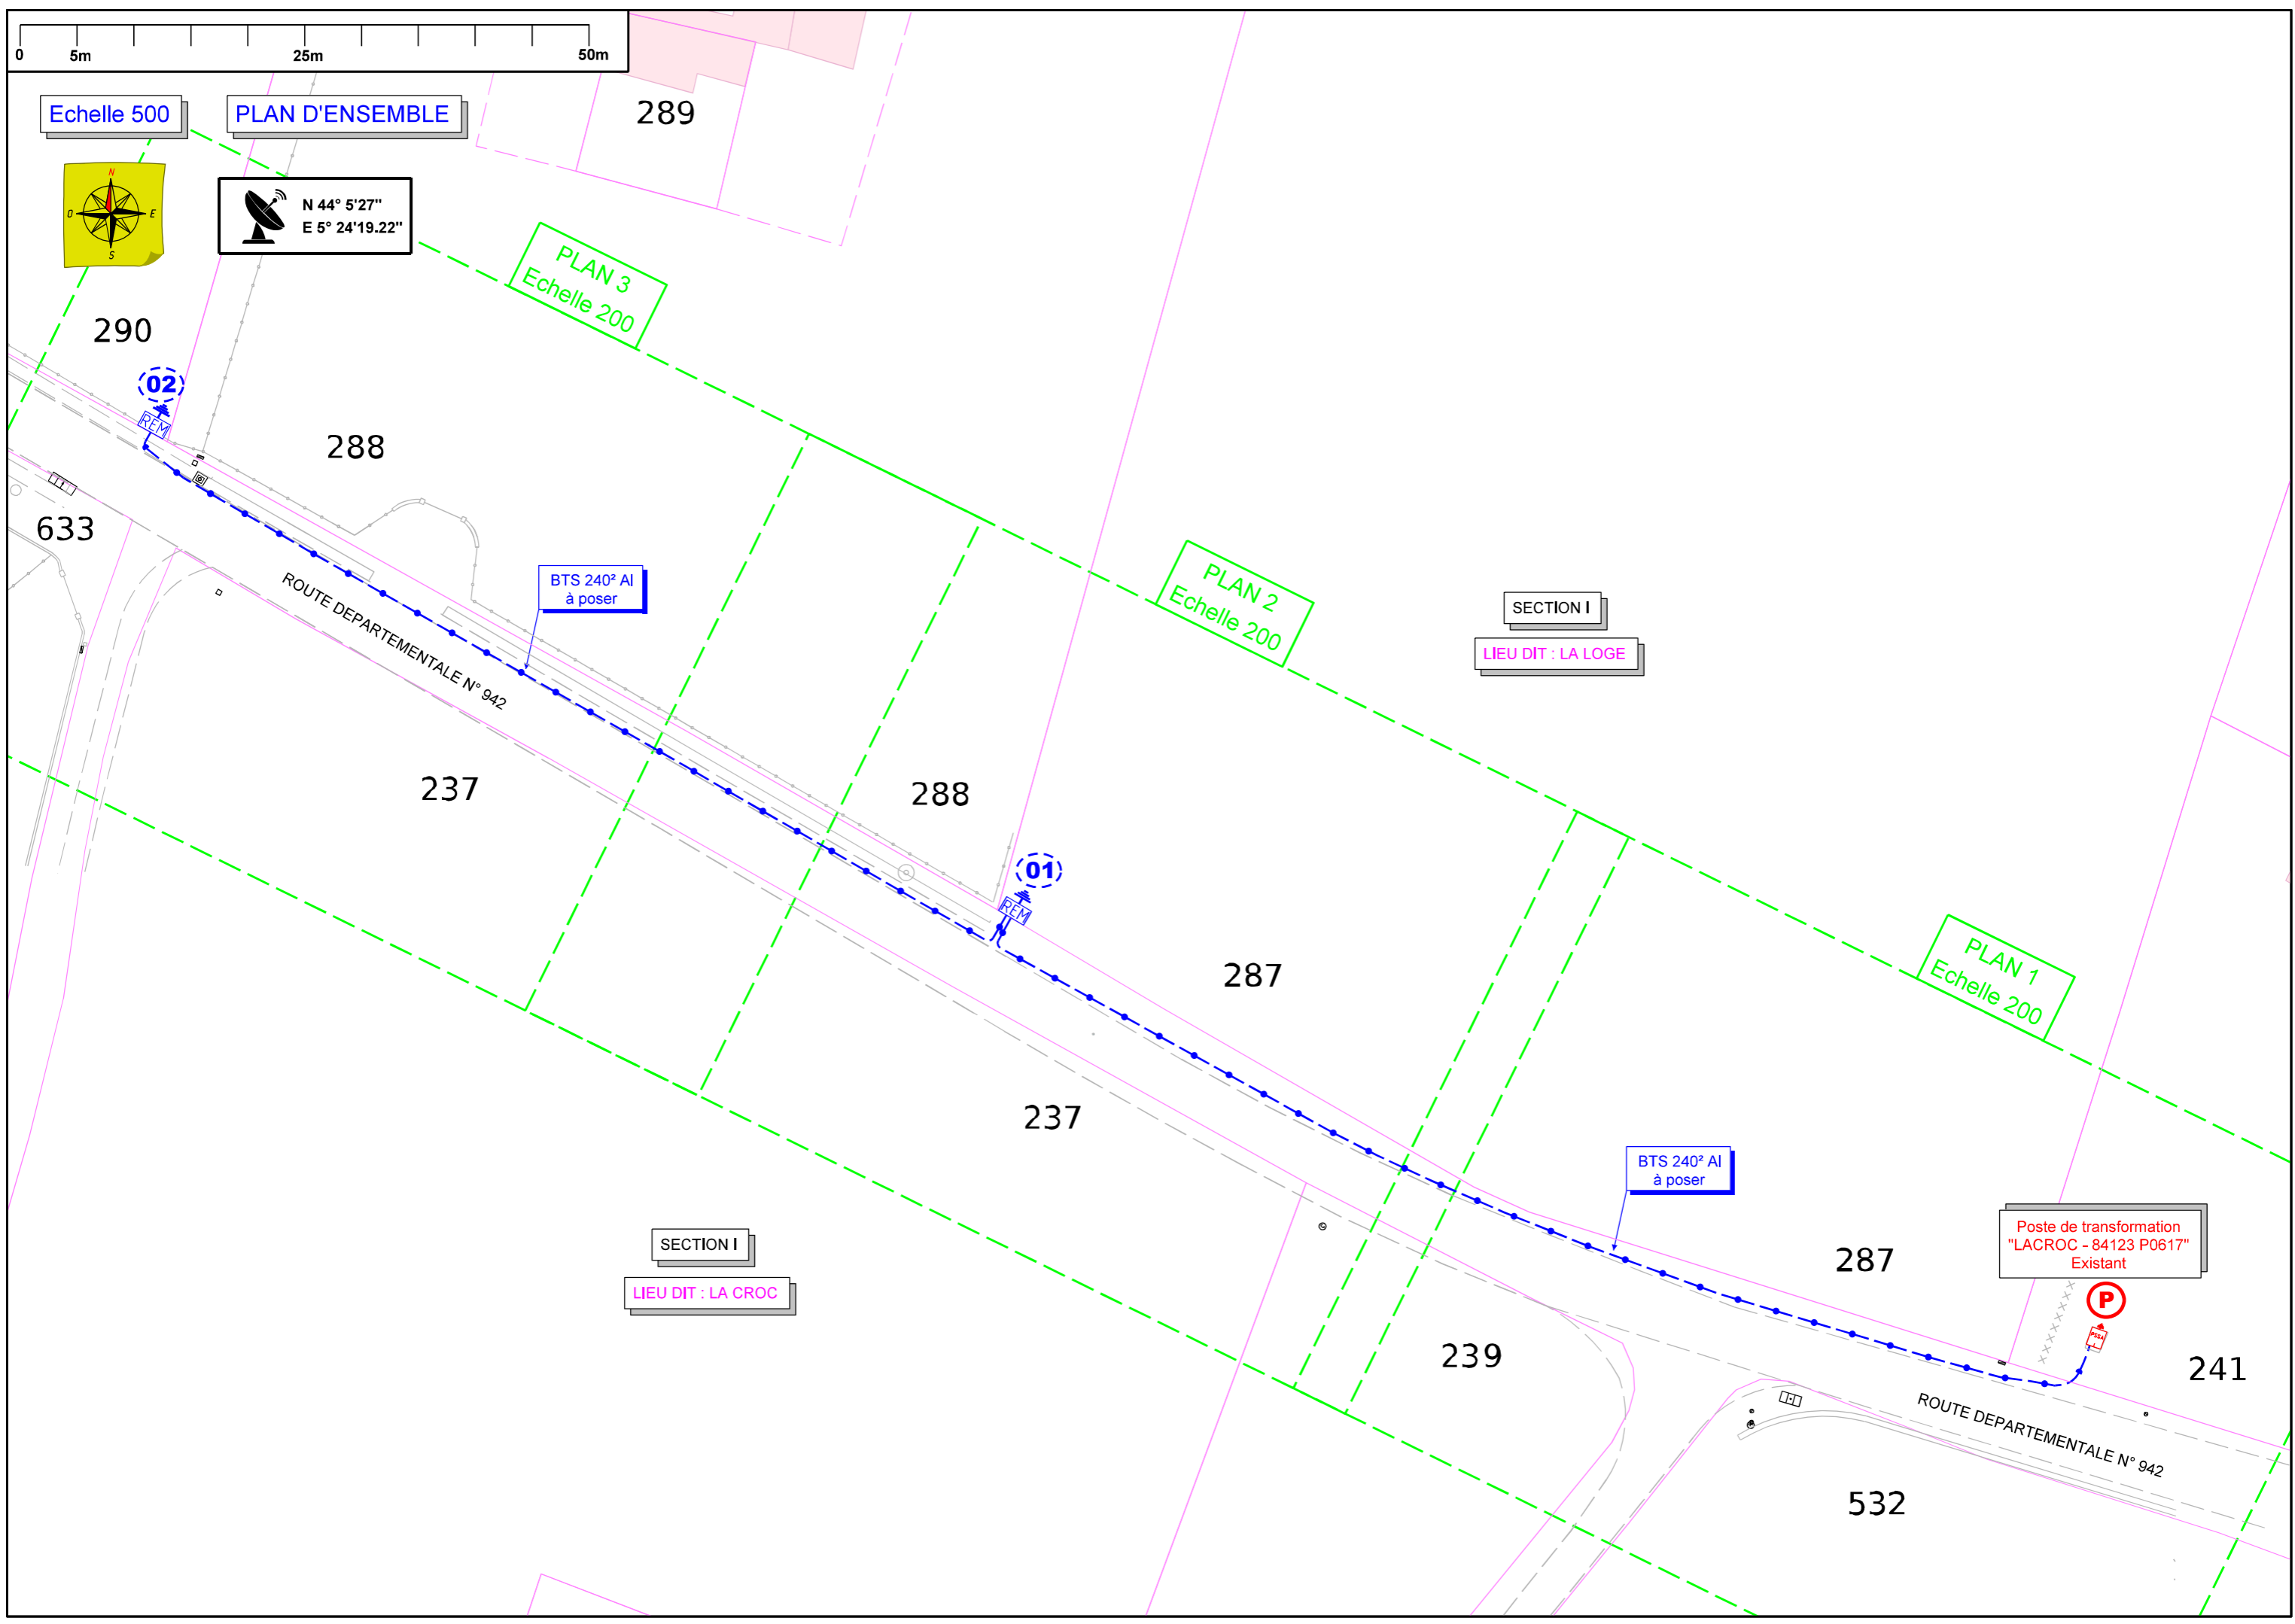 0 5m 25m 50m
Echelle 500
PLAN D'ENSEMBLE
N
O
E
S
N 44° 5'27"
E 5° 24'19.22"
289
PLAN 3
Echelle 200
290
02
REM
288
633
BTS 240² Al
à poser
ROUTE DEPARTEMENTALE N° 942
PLAN 2
Echelle 200
SECTION I
LIEU DIT : LA LOGE
237
288
01
REM
287
PLAN 1
Echelle 200
237
BTS 240² Al
à poser
SECTION I
LIEU DIT : LA CROC
287
Poste de transformation
"LACROC - 84123 P0617"
Existant
P
PSSA
239
241
ROUTE DEPARTEMENTALE N° 942
532